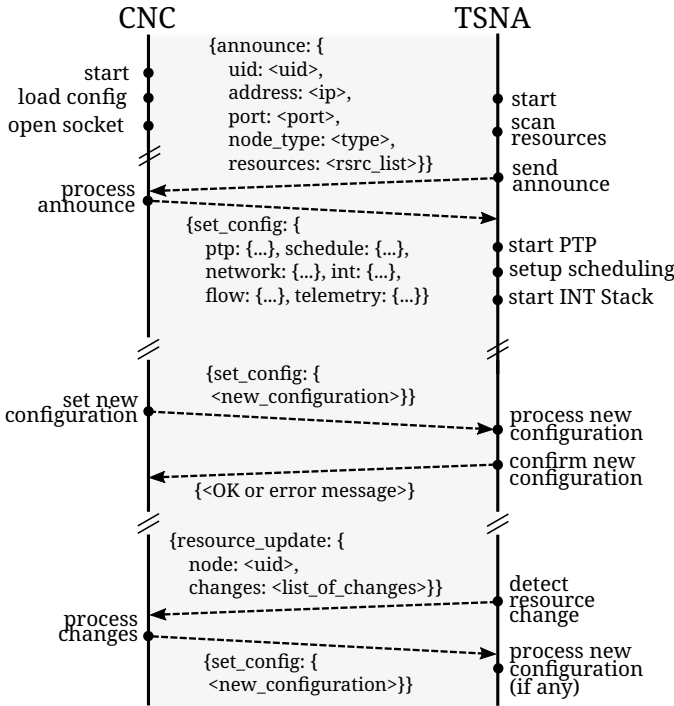 CNC
TSNA
{announce: {
uid: <uid>,
address: <ip>,
port: <port>,
node_type: <type>,
resources: <rsrc_list>}}
start
load config
open socket
start
scan
resources
send
announce
process
announce
{set_config: {
ptp: {...}, schedule: {...},
network: {...}, int: {...},
flow: {...}, telemetry: {...}}
start PTP
setup scheduling
start INT Stack
{set_config: {
<new_configuration>}}
set new
configuration
process new
configuration
confirm new
configuration
{<OK or error message>}
{resource_update: {
node: <uid>,
changes: <list_of_changes>}}
detect
resource
change
process
changes
process new
configuration
(if any)
{set_config: {
<new_configuration>}}